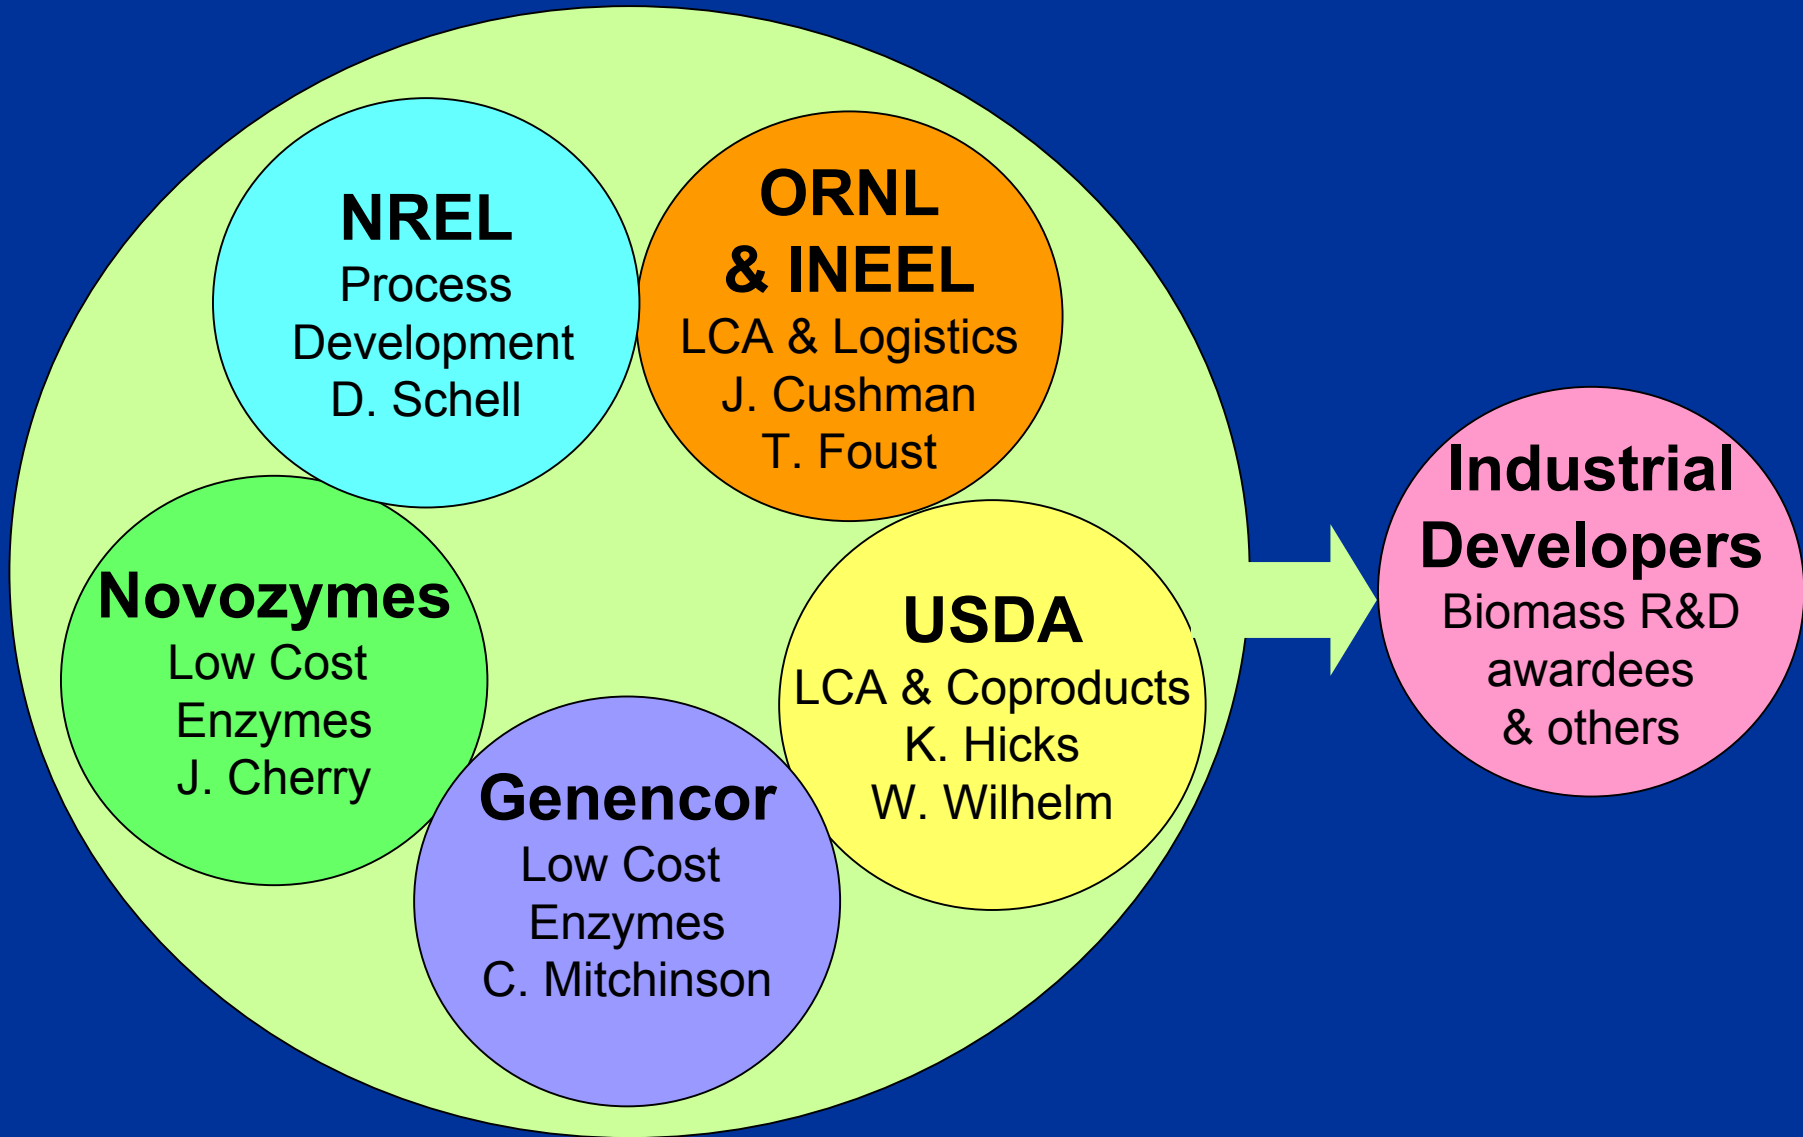 NREL
Process
Development
D. Schell
ORNL
& INEEL
LCA & Logistics
J. Cushman
T. Foust
Novozymes
Low Cost
Enzymes
J. Cherry
Genencor
Low Cost
Enzymes
C. Mitchinson
USDA
LCA & Coproducts
K. Hicks
W. Wilhelm
Industrial
Developers
Biomass R&D
awardees
& others